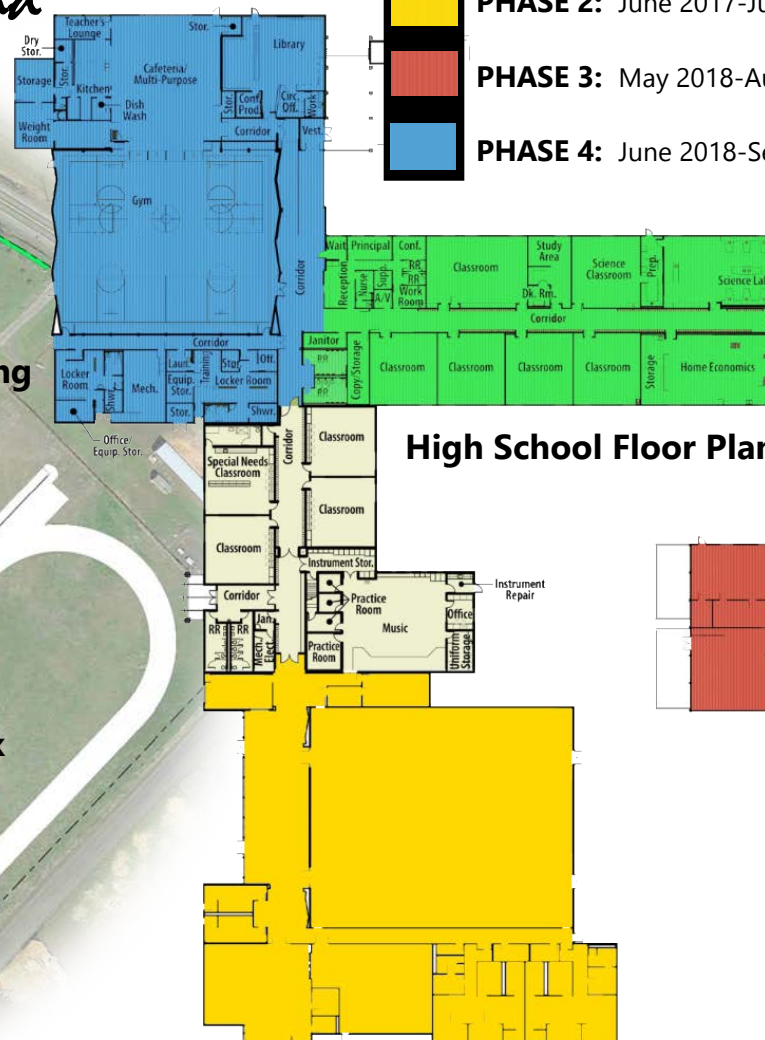 PHASE 2: June 2017-Ju
PHASE 3: May 2018-Au
PHASE 4: June 2018-Se
Teacher's
Lounge
Stor.
Dry
Stor.
Library
Stor.
Cafeteria/
Multi-Purpose
Storage
Kitchen
Dish
Wash
Stor.
Conf.
Prod.
Circ.
Off.
Work
Weight
Room
Corridor
Vest.
Gym
Corridor
Wait
Principal
Conf.
Study
Area
Reception
Nurse
Supp.
A/V
RR
RR
Work
Room
Classroom
Dk. Rm.
Science
Classroom
Prep.
Science La
Corridor
Corridor
Janitor
RR
RR
Copy/Storage
Classroom
Classroom
Classroom
Classroom
Storage
Home Economics
Locker
Room
Shwr.
Mech.
Laun.
Equip.
Stor.
Stor.
Training
Stor.
Off.
Locker Room
Shwr.
ng
Office/
Equip. Stor.
High School Floor Plan
Corridor
Classroom
Special Needs
Classroom
Classroom
Classroom
Instrument Stor.
Corridor
Practice
Room
Music
Instrument
Repair
Office
RR
RR
Jan.
Mech./
Elect.
Practice
Room
Uniform
Storage
k